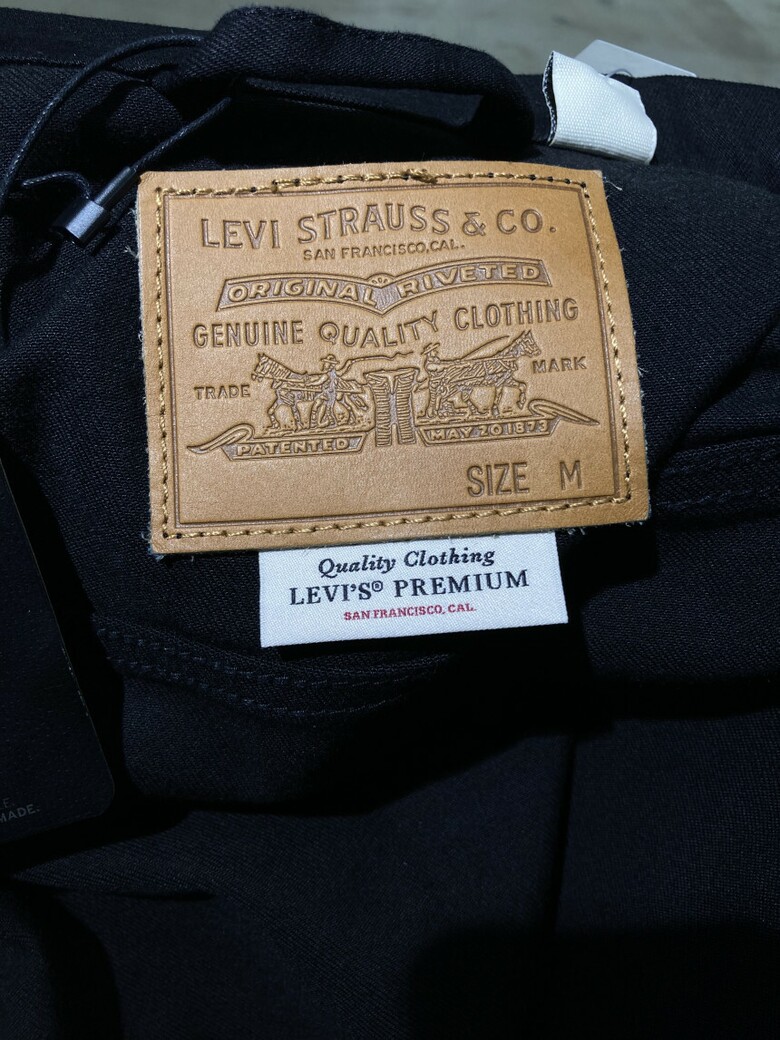 LEVI STRAUSS & CO.
SAN FRANCISCO, CAL.
ORIGINAL RIVETED
GENUINE QUALITY CLOTHING
TRADE MARK
PATENTED MAY 20 1873
SIZE M
Quality Clothing
LEVI'S® PREMIUM
SAN FRANCISCO, CAL.
MADE.